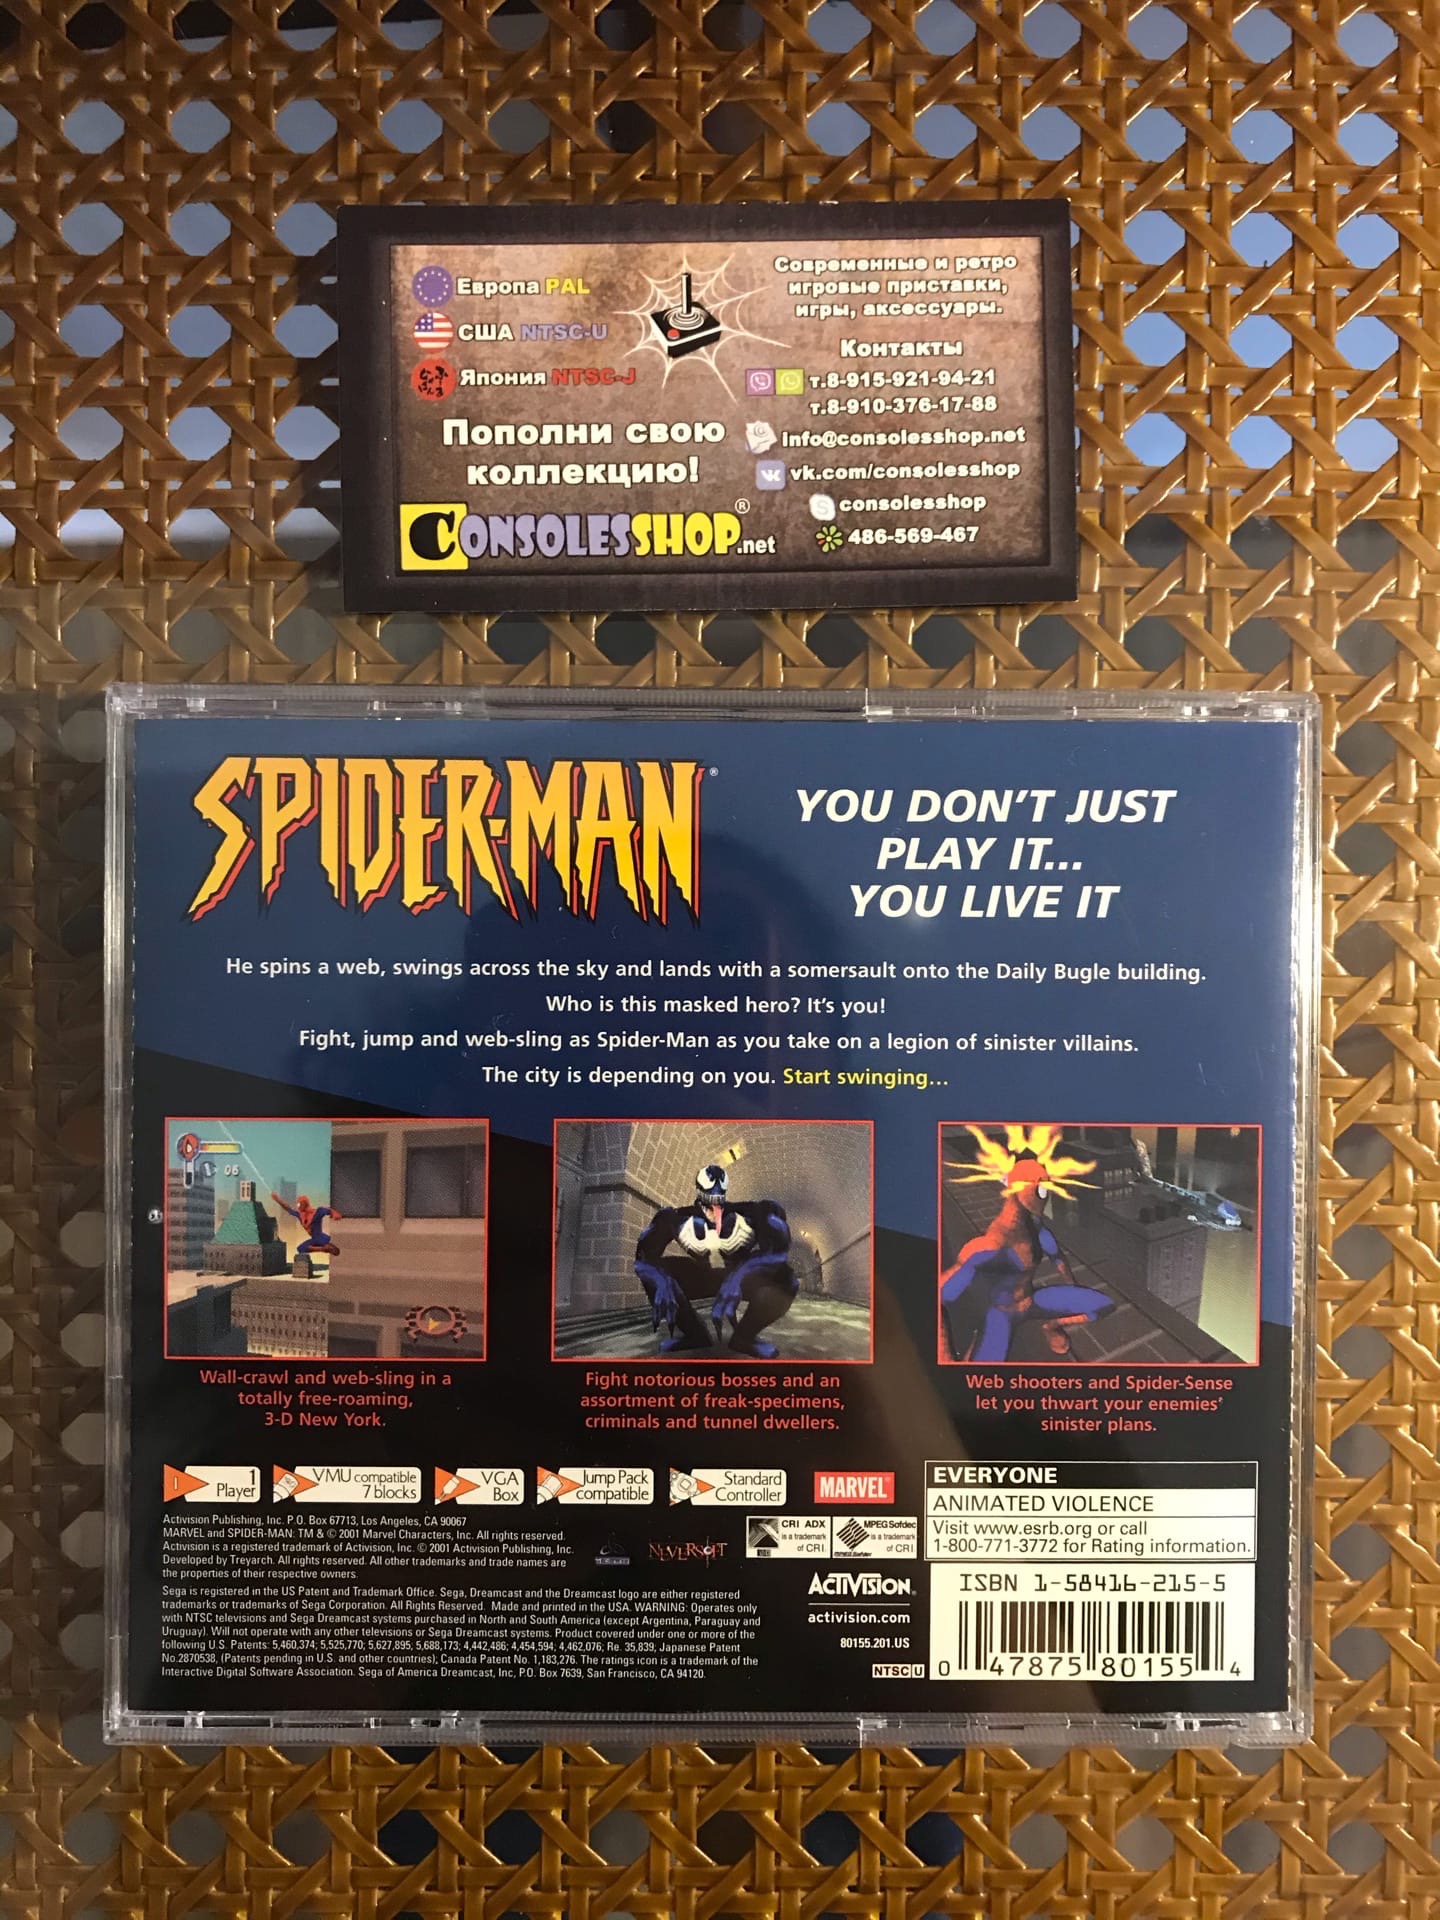 Европа PAL
США NTSC-U
Япония NTSC-J
Пополни свою
коллекцию!
CONSOLESSHOP.net
®
Современные и ретро
игровые приставки,
игры, аксессуары.
Контакты
т.8-915-921-94-21
т.8-910-376-17-88
info@consolesshop.net
vk.com/consolesshop
consolesshop
486-569-467
SPIDER-MAN®
YOU DON'T JUST
PLAY IT...
YOU LIVE IT
He spins a web, swings across the sky and lands with a somersault onto the Daily Bugle building.
Who is this masked hero? It's you!
Fight, jump and web-sling as Spider-Man as you take on a legion of sinister villains.
The city is depending on you. Start swinging...
06
Wall-crawl and web-sling in a
totally free-roaming,
3-D New York.
Fight notorious bosses and an
assortment of freak-specimens,
criminals and tunnel dwellers.
Web shooters and Spider-Sense
let you thwart your enemies'
sinister plans.
1
Player
VMU compatible
7 blocks
VGA
Box
Jump Pack
compatible
Standard
Controller
MARVEL
Activision Publishing, Inc. P.O. Box 67713, Los Angeles, CA 90067
MARVEL and SPIDER-MAN: TM & © 2001 Marvel Characters, Inc. All rights reserved.
Activision is a registered trademark of Activision, Inc. © 2001 Activision Publishing, Inc.
Developed by Treyarch. All rights reserved. All other trademarks and trade names are
the properties of their respective owners.
NEVERSOFT
CRI ADX
is a trademark
of CRI.
MPEG Sofdec
is a trademark
of CRI
Sega is registered in the US Patent and Trademark Office. Sega, Dreamcast and the Dreamcast logo are either registered
trademarks or trademarks of Sega Corporation. All Rights Reserved. Made and printed in the USA. WARNING: Operates only
with NTSC televisions and Sega Dreamcast systems purchased in North and South America (except Argentina, Paraguay and
Uruguay). Will not operate with any other televisions or Sega Dreamcast systems. Product covered under one or more of the
following U.S. Patents: 5,460,374; 5,525,770; 5,627,895; 5,688,173; 4,442,486; 4,454,594; 4,462,076; Re. 35,839; Japanese Patent
No.2870538, (Patents pending in U.S. and other countries); Canada Patent No. 1,183,276. The ratings icon is a trademark of the
Interactive Digital Software Association. Sega of America Dreamcast, Inc, P.O. Box 7639, San Francisco, CA 94120.
ACTIVISION
activision.com
80155.201.US
NTSC U
EVERYONE
ANIMATED VIOLENCE
Visit www.esrb.org or call
1-800-771-3772 for Rating information.
ISBN 1-58416-215-5
0 47875 80155 4